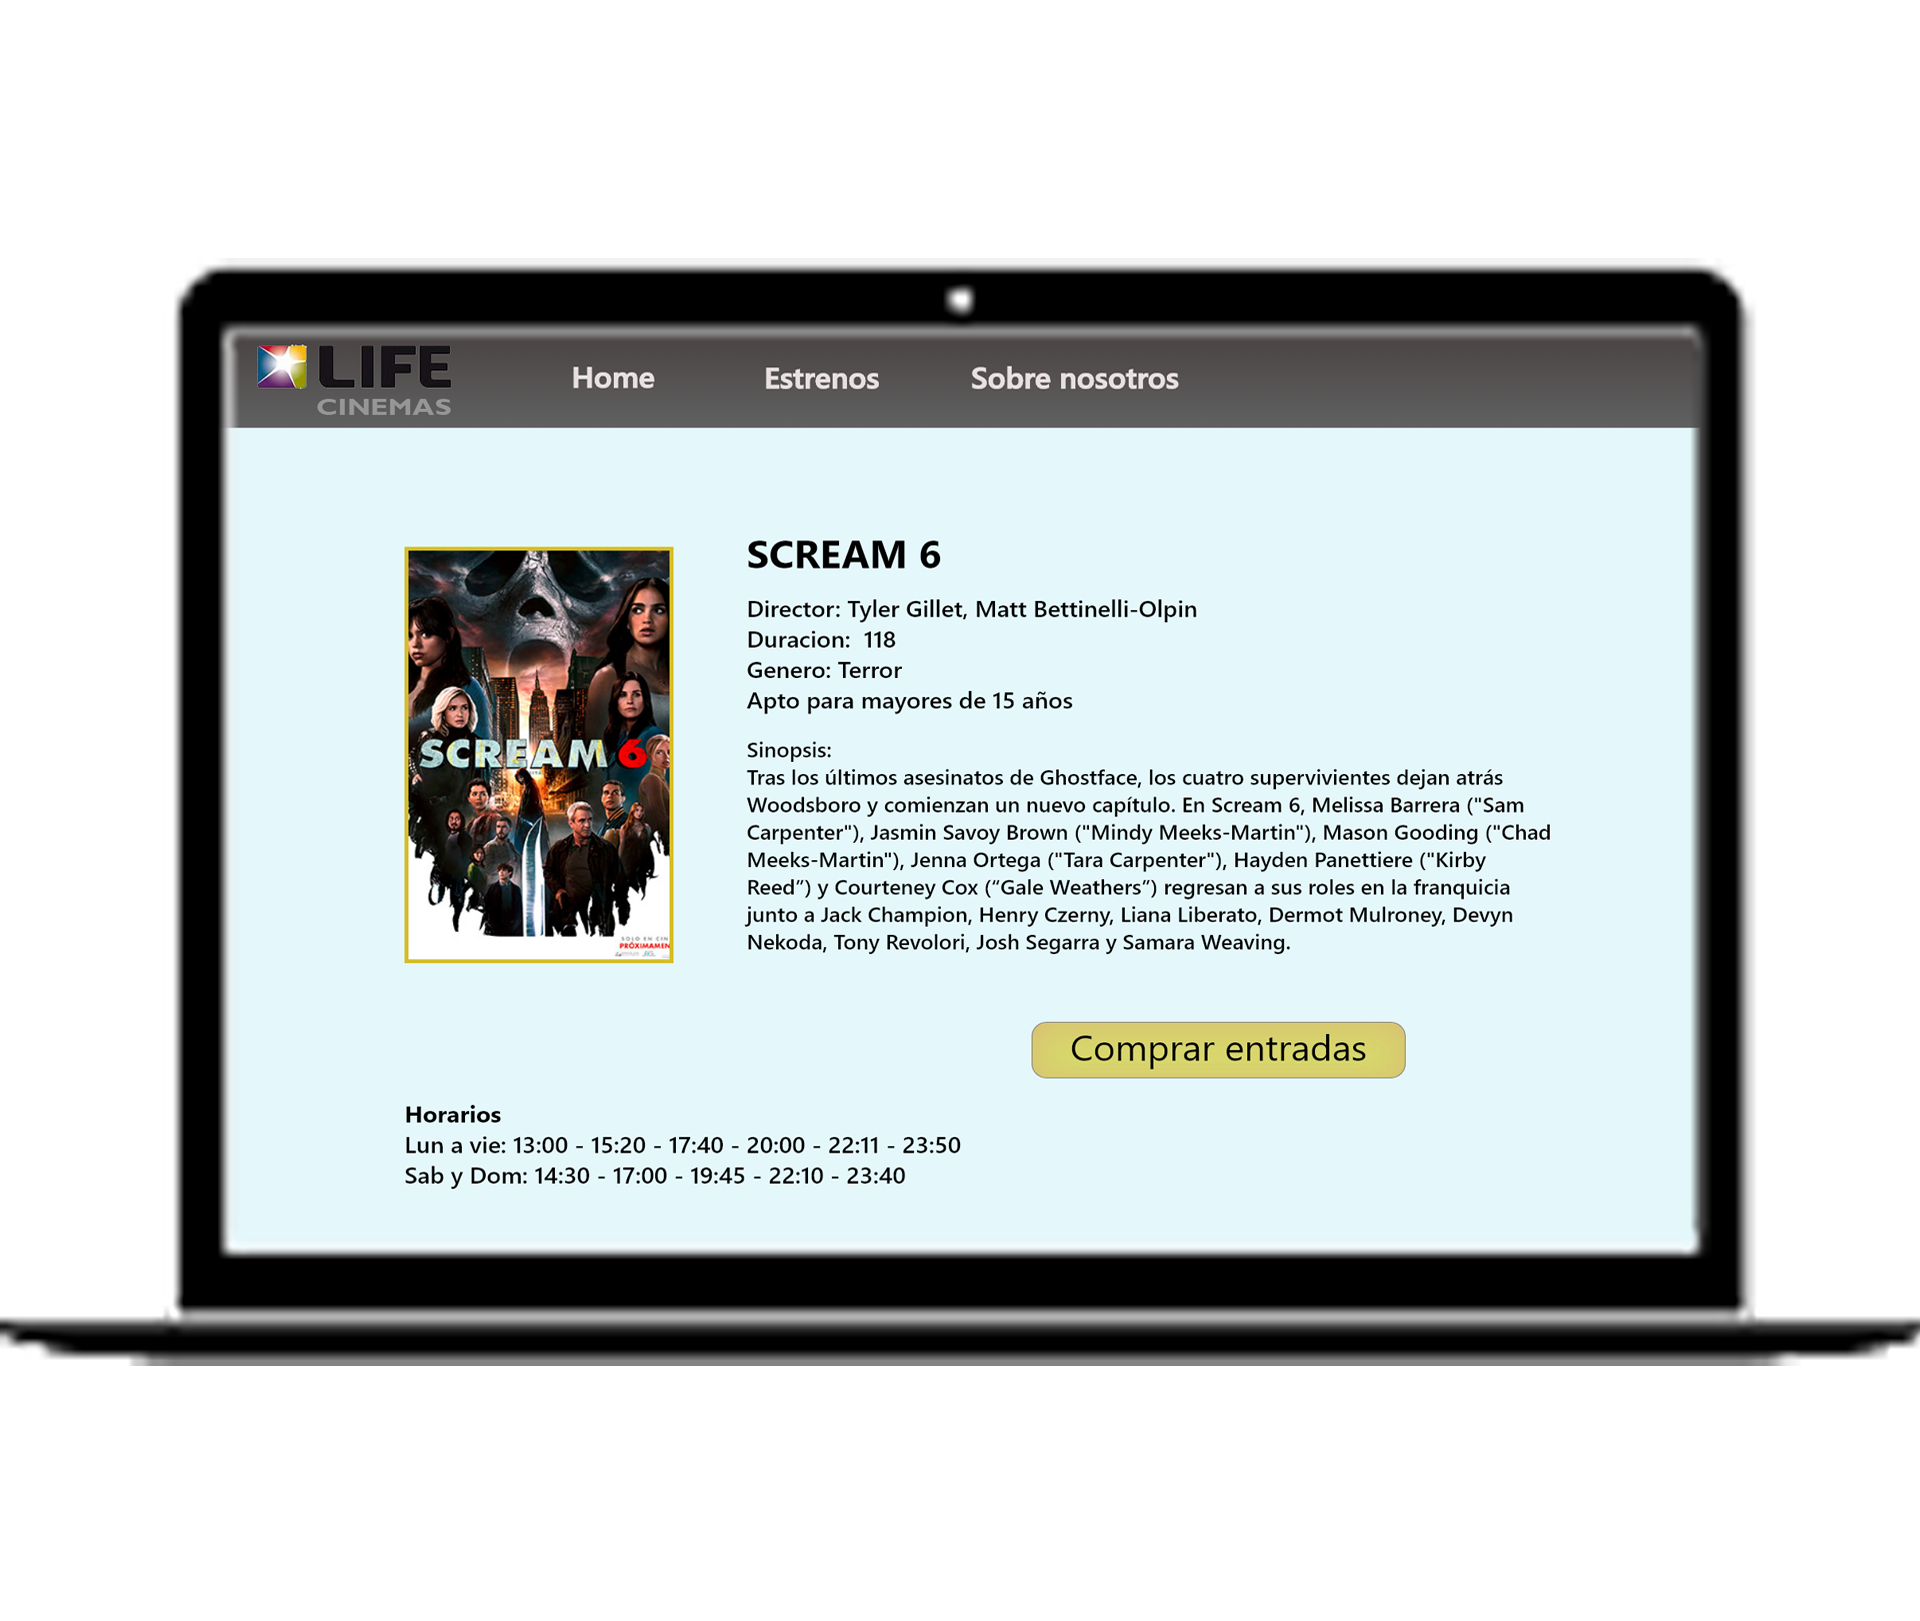 LIFE
CINEMAS
Home
Estrenos
Sobre nosotros
SCREAM 6
Director: Tyler Gillet, Matt Bettinelli-Olpin
Duracion:  118
Genero: Terror
Apto para mayores de 15 años
Sinopsis:
Tras los últimos asesinatos de Ghostface, los cuatro supervivientes dejan atrás
Woodsboro y comienzan un nuevo capítulo. En Scream 6, Melissa Barrera ("Sam
Carpenter"), Jasmin Savoy Brown ("Mindy Meeks-Martin"), Mason Gooding ("Chad
Meeks-Martin"), Jenna Ortega ("Tara Carpenter"), Hayden Panettiere ("Kirby
Reed”) y Courteney Cox (“Gale Weathers”) regresan a sus roles en la franquicia
junto a Jack Champion, Henry Czerny, Liana Liberato, Dermot Mulroney, Devyn
Nekoda, Tony Revolori, Josh Segarra y Samara Weaving.
SCREAM 6
SOLO EN CIN
PRÓXIMAMEN
Comprar entradas
Horarios
Lun a vie: 13:00 - 15:20 - 17:40 - 20:00 - 22:11 - 23:50
Sab y Dom: 14:30 - 17:00 - 19:45 - 22:10 - 23:40